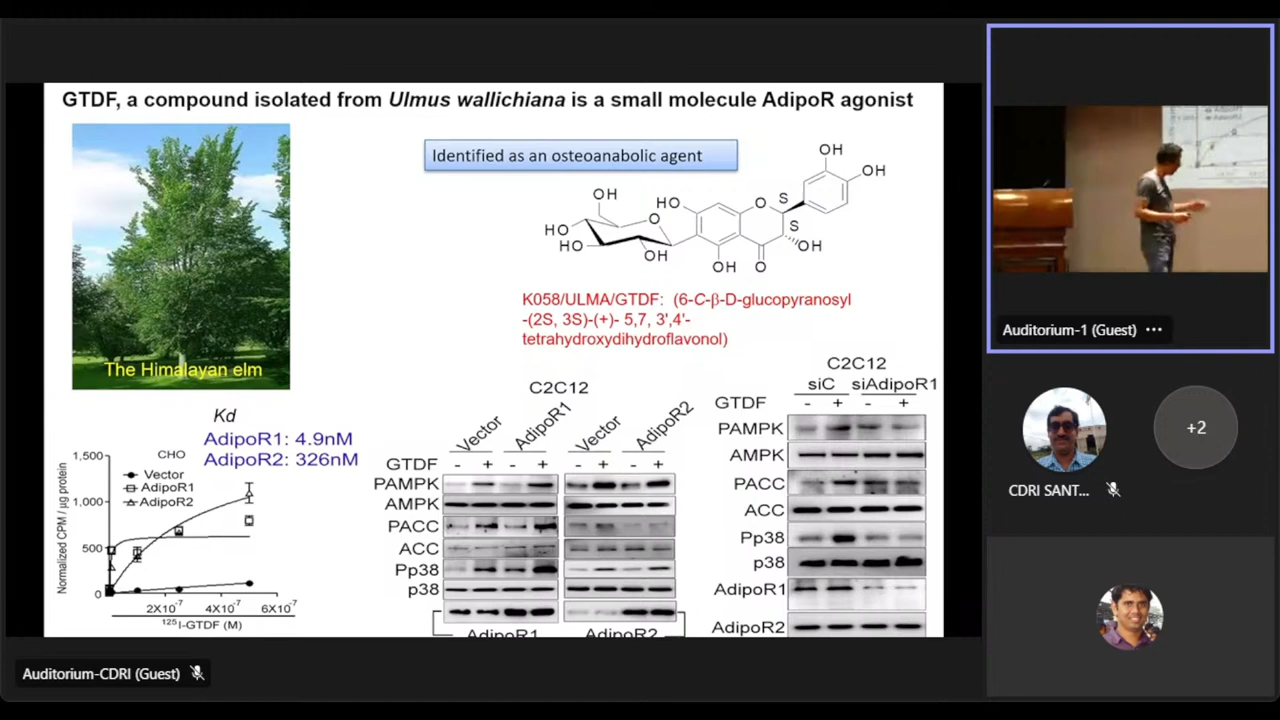 GTDF, a compound isolated from Ulmus wallichiana is a small molecule AdipoR agonist
Identified as an osteoanabolic agent
The Himalayan elm
OH
OH
OH
HO
HO
OH
O
HO
O
S
S
OH
OH
O
K058/ULMA/GTDF: (6-C-β-D-glucopyranosyl
-(2S, 3S)-(+)- 5,7, 3',4'-
tetrahydroxydihydroflavonol)
Kd
AdipoR1: 4.9nM
AdipoR2: 326nM
CHO
Vector
AdipoR1
AdipoR2
Normalized CPM / µg protein
1,500
1,000
500
0
0
2X10⁻⁷
4X10⁻⁷
6X10⁻⁷
¹²⁵I-GTDF (M)
C2C12
Vector
AdipoR1
Vector
AdipoR2
GTDF - + - + - + - +
PAMPK
AMPK
PACC
ACC
Pp38
p38
AdipoR1
AdipoR2
C2C12
siC siAdipoR1
GTDF - + - +
PAMPK
AMPK
PACC
ACC
Pp38
p38
AdipoR1
AdipoR2
Auditorium-CDRI (Guest)
Auditorium-1 (Guest)
CDRI SANT...
+2